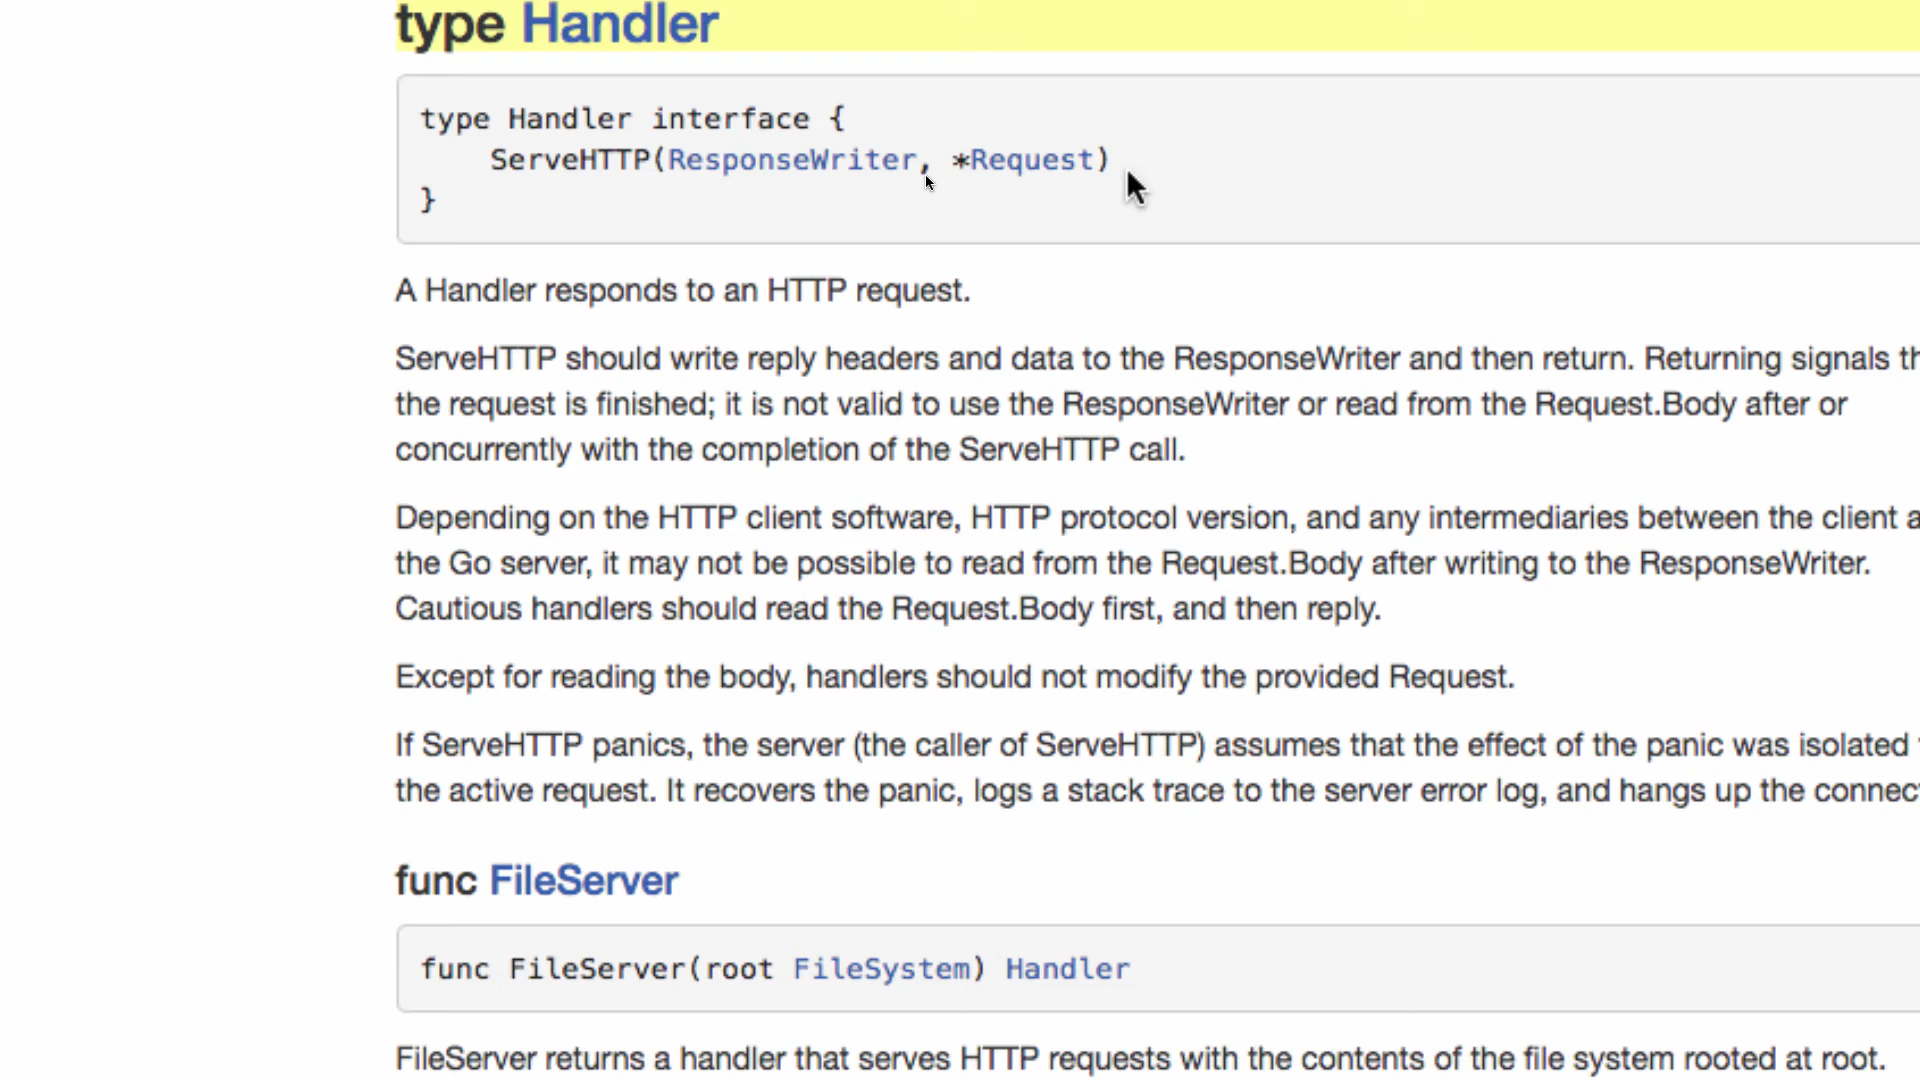 type Handler
type Handler interface {
    ServeHTTP(ResponseWriter, *Request)
}
A Handler responds to an HTTP request.
ServeHTTP should write reply headers and data to the ResponseWriter and then return. Returning signals
the request is finished; it is not valid to use the ResponseWriter or read from the Request.Body after or
concurrently with the completion of the ServeHTTP call.
Depending on the HTTP client software, HTTP protocol version, and any intermediaries between the client
the Go server, it may not be possible to read from the Request.Body after writing to the ResponseWriter.
Cautious handlers should read the Request.Body first, and then reply.
Except for reading the body, handlers should not modify the provided Request.
If ServeHTTP panics, the server (the caller of ServeHTTP) assumes that the effect of the panic was isolated
the active request. It recovers the panic, logs a stack trace to the server error log, and hangs up the
func FileServer
func FileServer(root FileSystem) Handler
FileServer returns a handler that serves HTTP requests with the contents of the file system rooted at root.